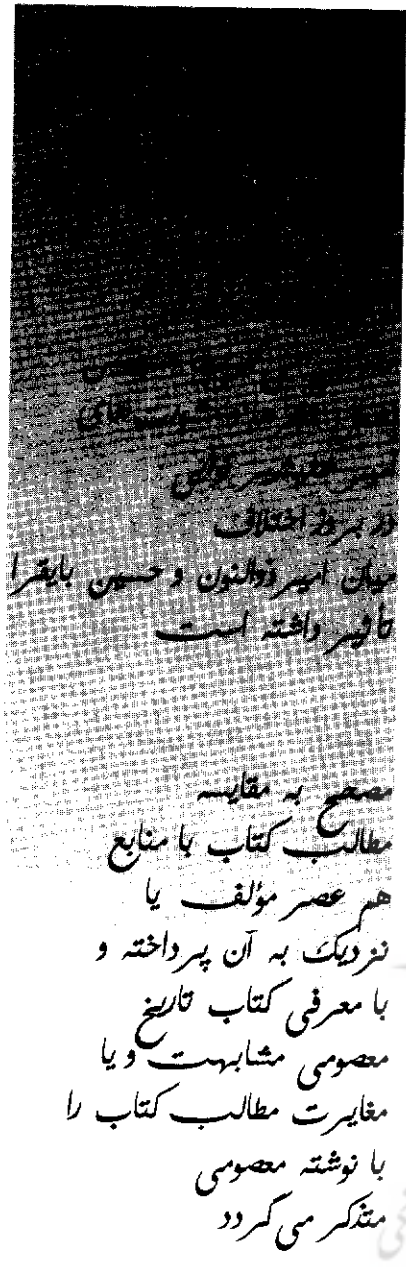 در بروز اختلاف
میان امیر ذوالنون و حسین بایقرا
تأثیر داشته است
مصحح به مقایسه
مطالب کتاب با منابع
هم عصر مؤلف یا
نزدیک به آن پرداخته و
با معرفی کتاب تاریخ
معصومی مشابهت و یا
مغایرت مطالب کتاب را
با نوشته معصومی
متذکر می گردد